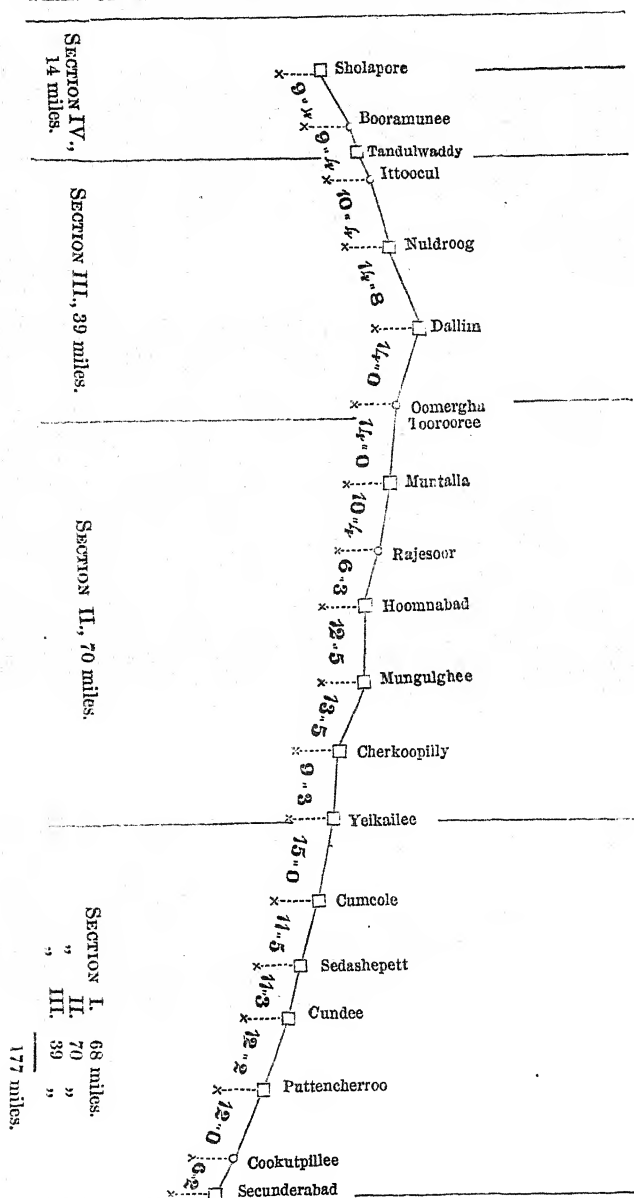 SECTION IV.,
14 miles.
Sholapore
9„4
Booramunee
Tandulwaddy
9„4
Ittoocul
SECTION III., 39 miles.
10„4
Nuldroog
14„8
Dallim
14„0
Oomergha
Toorooree
14„0
SECTION II., 70 miles.
Muntalla
10„4
Rajesoor
6„3
Hoomnabad
12„5
Mungulghee
13„5
Cherkoopilly
9„3
Yeikailee
15„0
Cumcole
11„5
Sedashepett
11„3
Cundee
12„2
Puttencherroo
12„0
Cookutpillee
6„2
Secunderabad
SECTION I. 68 miles.
„ II. 70 „
„ III. 39 „
177 miles.